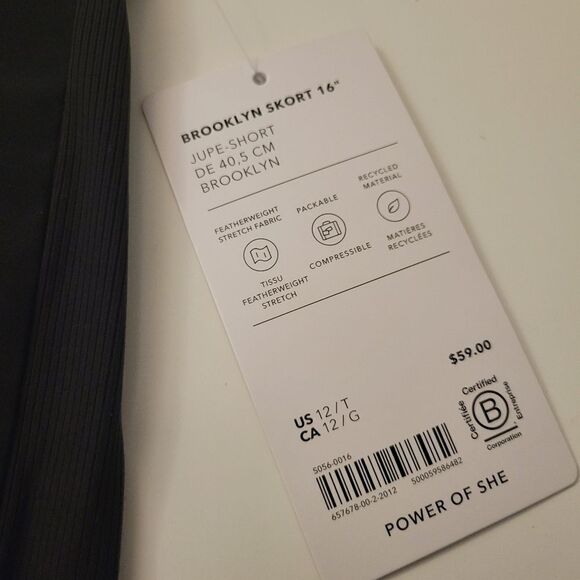 BROOKLYN SKORT 16"
JUPE-SHORT
DE 40,5 CM
BROOKLYN
FEATHERWEIGHT
STRETCH FABRIC
TISSU
FEATHERWEIGHT
STRETCH
PACKABLE
COMPRESSIBLE
RECYCLED
MATERIAL
MATIÈRES
RECYCLÉES
$59.00
US 12/T
CA 12/G
Certified
Certifiée
B
Entreprise
Corporation
5056-0016
657678-00-2-2012
500059586482
POWER OF SHE